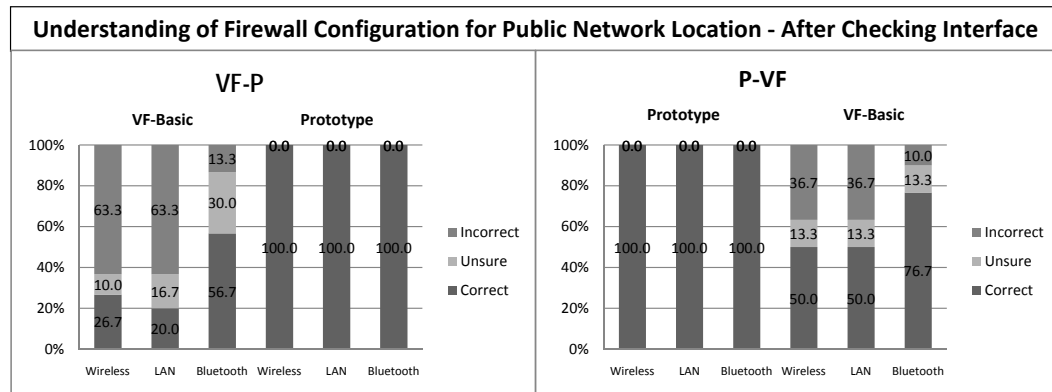 Understanding of Firewall Configuration for Public Network Location - After Checking Interface
VF-P
VF-Basic Prototype
100%
80%
60%
40%
20%
0%
63.3 63.3 13.3 0.0 0.0 0.0
10.0 16.7 30.0
26.7 20.0 56.7 100.0 100.0 100.0
Wireless LAN Bluetooth Wireless LAN Bluetooth
Incorrect
Unsure
Correct
P-VF
Prototype VF-Basic
100%
80%
60%
40%
20%
0%
0.0 0.0 0.0 36.7 36.7 10.0
13.3 13.3 13.3
100.0 100.0 100.0 50.0 50.0 76.7
Wireless LAN Bluetooth Wireless LAN Bluetooth
Incorrect
Unsure
Correct